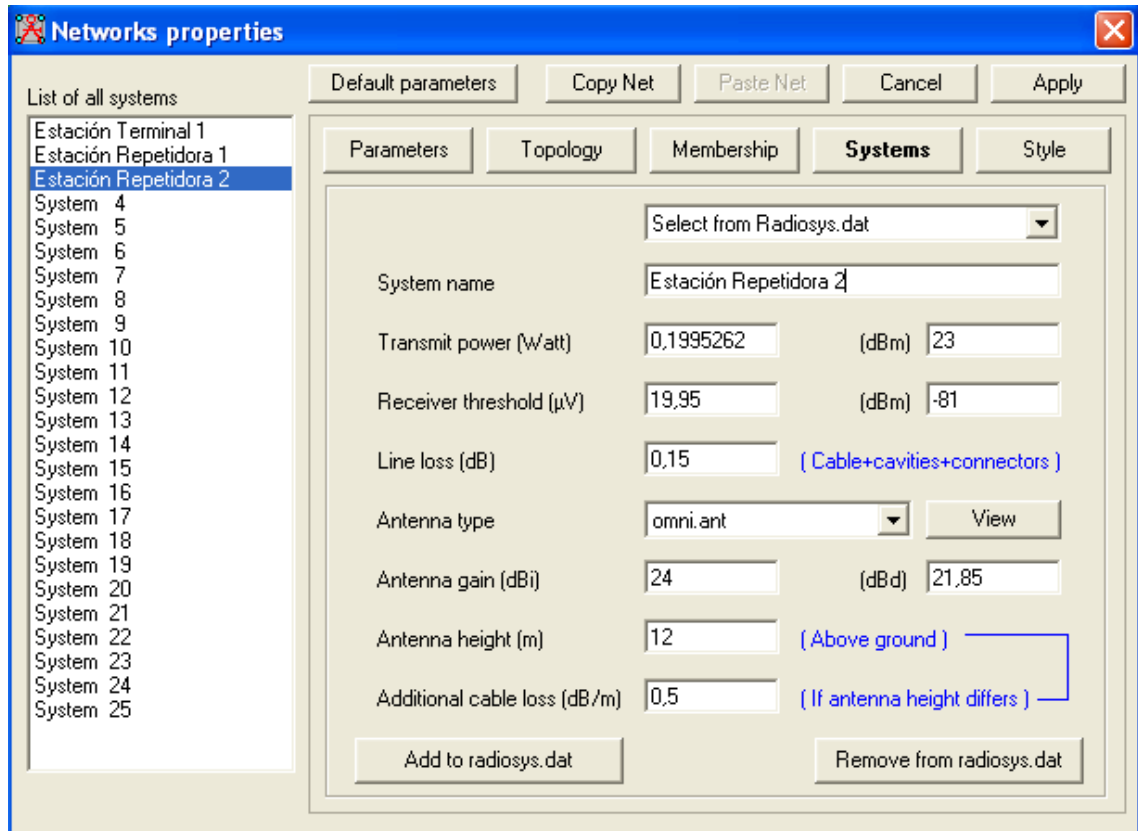 Networks properties
Default parameters Copy Net Paste Net Cancel Apply
List of all systems
Estación Terminal 1
Estación Repetidora 1
Estación Repetidora 2
System 4
System 5
System 6
System 7
System 8
System 9
System 10
System 11
System 12
System 13
System 14
System 15
System 16
System 17
System 18
System 19
System 20
System 21
System 22
System 23
System 24
System 25
Parameters Topology Membership Systems Style
Select from Radiosys.dat
System name Estación Repetidora 2
Transmit power (Watt) 0,1995262 (dBm) 23
Receiver threshold (µV) 19,95 (dBm) -81
Line loss (dB) 0,15 ( Cable+cavities+connectors )
Antenna type omni.ant View
Antenna gain (dBi) 24 (dBd) 21,85
Antenna height (m) 12 ( Above ground )
Additional cable loss (dB/m) 0,5 ( If antenna height differs )
Add to radiosys.dat Remove from radiosys.dat